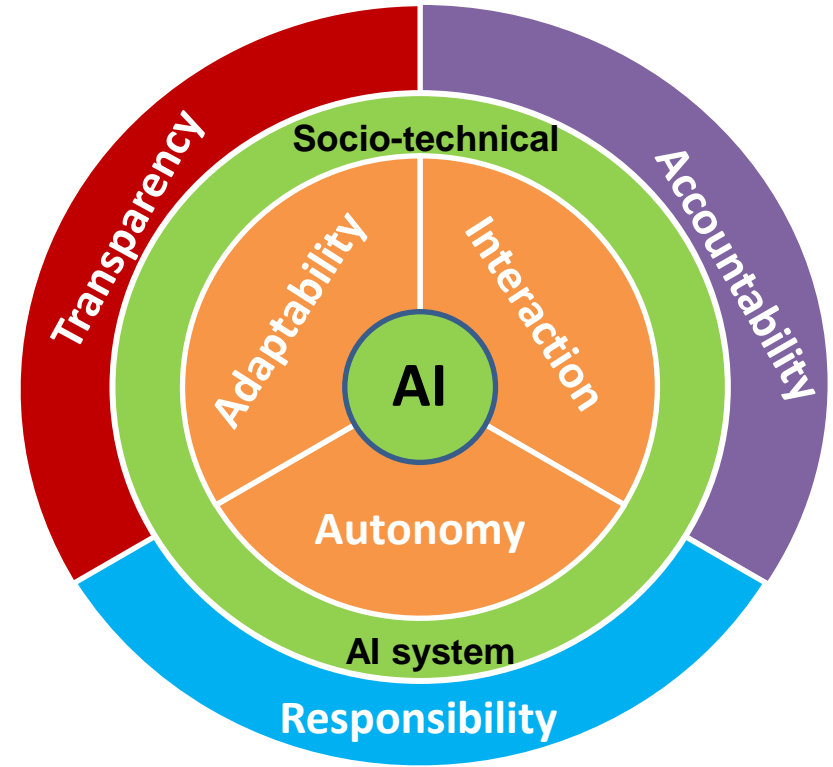 Socio-technical
Transparency
Accountability
Adaptability
Interaction
AI
Autonomy
AI system
Responsibility